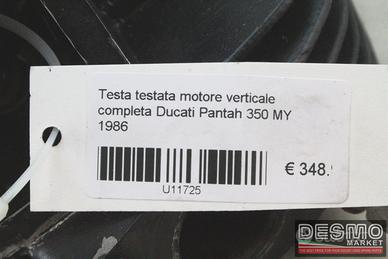 Testa testata motore verticale
completa Ducati Pantah 350 MY
1986
€ 348.
U11725
DESMO
MARKET